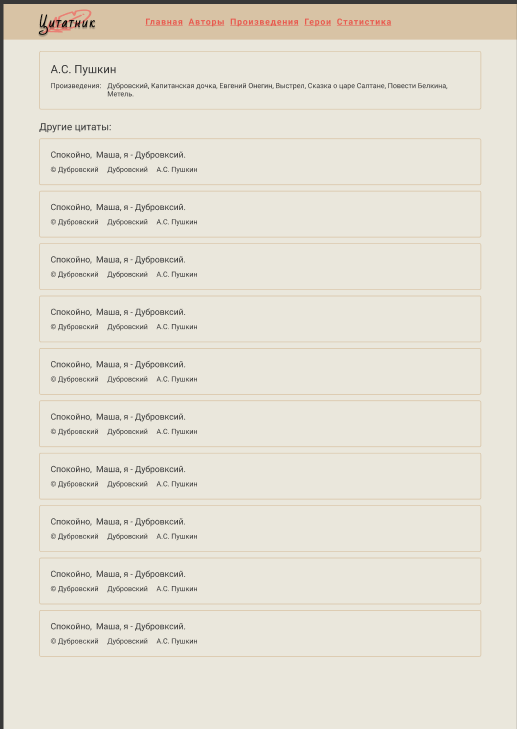 Цитатник
Главная Авторы Произведения Герои Статистика
А.С. Пушкин
Произведения: Дубровский, Капитанская дочка, Евгений Онегин, Выстрел, Сказка о царе Салтане, Повести Белкина,
Метель.
Другие цитаты:
Спокойно, Маша, я - Дубровксий.
© Дубровский Дубровский А.С. Пушкин
Спокойно, Маша, я - Дубровксий.
© Дубровский Дубровский А.С. Пушкин
Спокойно, Маша, я - Дубровксий.
© Дубровский Дубровский А.С. Пушкин
Спокойно, Маша, я - Дубровксий.
© Дубровский Дубровский А.С. Пушкин
Спокойно, Маша, я - Дубровксий.
© Дубровский Дубровский А.С. Пушкин
Спокойно, Маша, я - Дубровксий.
© Дубровский Дубровский А.С. Пушкин
Спокойно, Маша, я - Дубровксий.
© Дубровский Дубровский А.С. Пушкин
Спокойно, Маша, я - Дубровксий.
© Дубровский Дубровский А.С. Пушкин
Спокойно, Маша, я - Дубровксий.
© Дубровский Дубровский А.С. Пушкин
Спокойно, Маша, я - Дубровксий.
© Дубровский Дубровский А.С. Пушкин